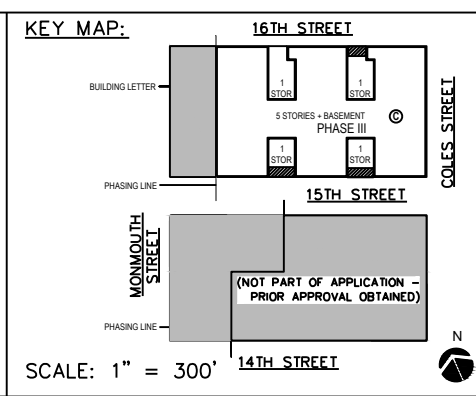 KEY MAP:
16TH STREET
BUILDING LETTER
1
STOR
1
STOR
5 STORIES + BASEMENT
PHASE III
C
COLES STREET
1
STOR
1
STOR
PHASING LINE
15TH STREET
MONMOUTH
STREET
(NOT PART OF APPLICATION –
PRIOR APPROVAL OBTAINED)
PHASING LINE
N
SCALE: 1" = 300'
14TH STREET